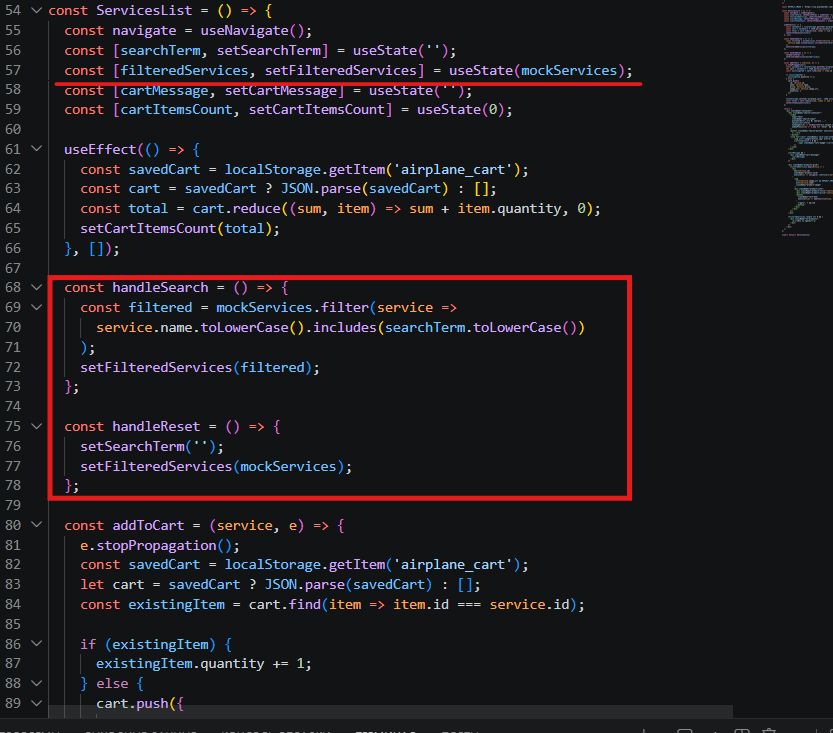 54 const ServicesList = () => {
55 const navigate = useNavigate();
56 const [searchTerm, setSearchTerm] = useState('');
57 const [filteredServices, setFilteredServices] = useState(mockServices);
58 const [cartMessage, setCartMessage] = useState('');
59 const [cartItemsCount, setCartItemsCount] = useState(0);
60
61 useEffect(() => {
62 const savedCart = localStorage.getItem('airplane_cart');
63 const cart = savedCart ? JSON.parse(savedCart) : [];
64 const total = cart.reduce((sum, item) => sum + item.quantity, 0);
65 setCartItemsCount(total);
66 }, []);
67
68 const handleSearch = () => {
69 const filtered = mockServices.filter(service =>
70 service.name.toLowerCase().includes(searchTerm.toLowerCase())
71 );
72 setFilteredServices(filtered);
73 };
74
75 const handleReset = () => {
76 setSearchTerm('');
77 setFilteredServices(mockServices);
78 };
79
80 const addToCart = (service, e) => {
81 e.stopPropagation();
82 const savedCart = localStorage.getItem('airplane_cart');
83 let cart = savedCart ? JSON.parse(savedCart) : [];
84 const existingItem = cart.find(item => item.id === service.id);
85
86 if (existingItem) {
87 existingItem.quantity += 1;
88 } else {
89 cart.push({